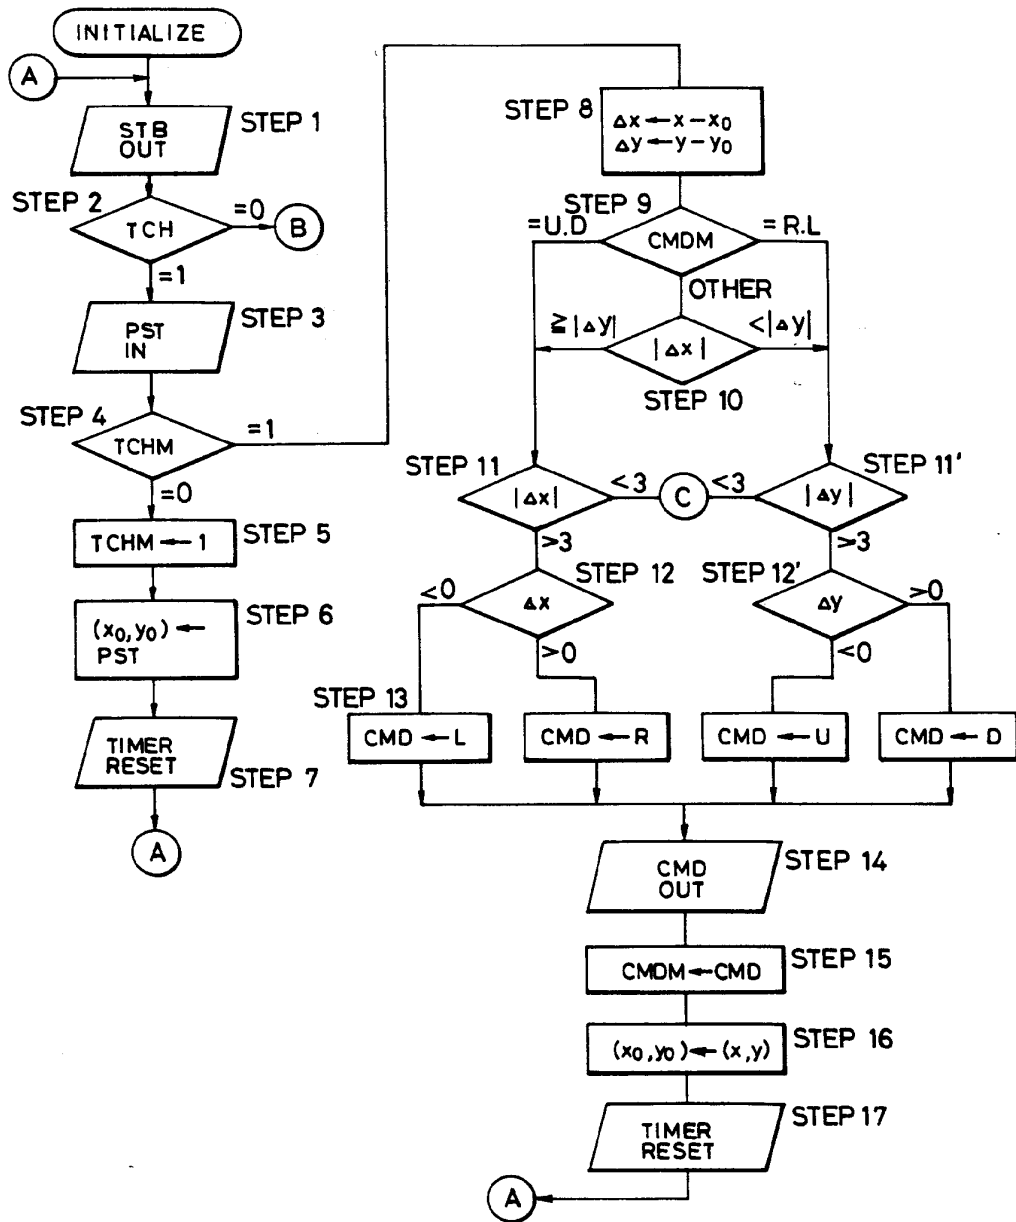 INITIALIZE
A
STB
OUT
STEP 1
STEP 2
TCH
=0
B
=1
PST
IN
STEP 3
STEP 4
TCHM
=1
=0
TCHM ← 1
STEP 5
(x₀, y₀) ←
PST
STEP 6
TIMER
RESET
STEP 7
A
STEP 8
Δx ← x − x₀
Δy ← y − y₀
STEP 9
=U.D
CMDM
=R.L
OTHER
≧|Δy|
|Δx|
<|Δy|
STEP 10
STEP 11
|Δx|
<3
C
<3
|Δy|
STEP 11'
>3
>3
STEP 12
<0
Δx
>0
STEP 12'
Δy
>0
<0
STEP 13
CMD ← L
CMD ← R
CMD ← U
CMD ← D
CMD
OUT
STEP 14
CMDM ← CMD
STEP 15
(x₀, y₀) ← (x, y)
STEP 16
TIMER
RESET
STEP 17
A